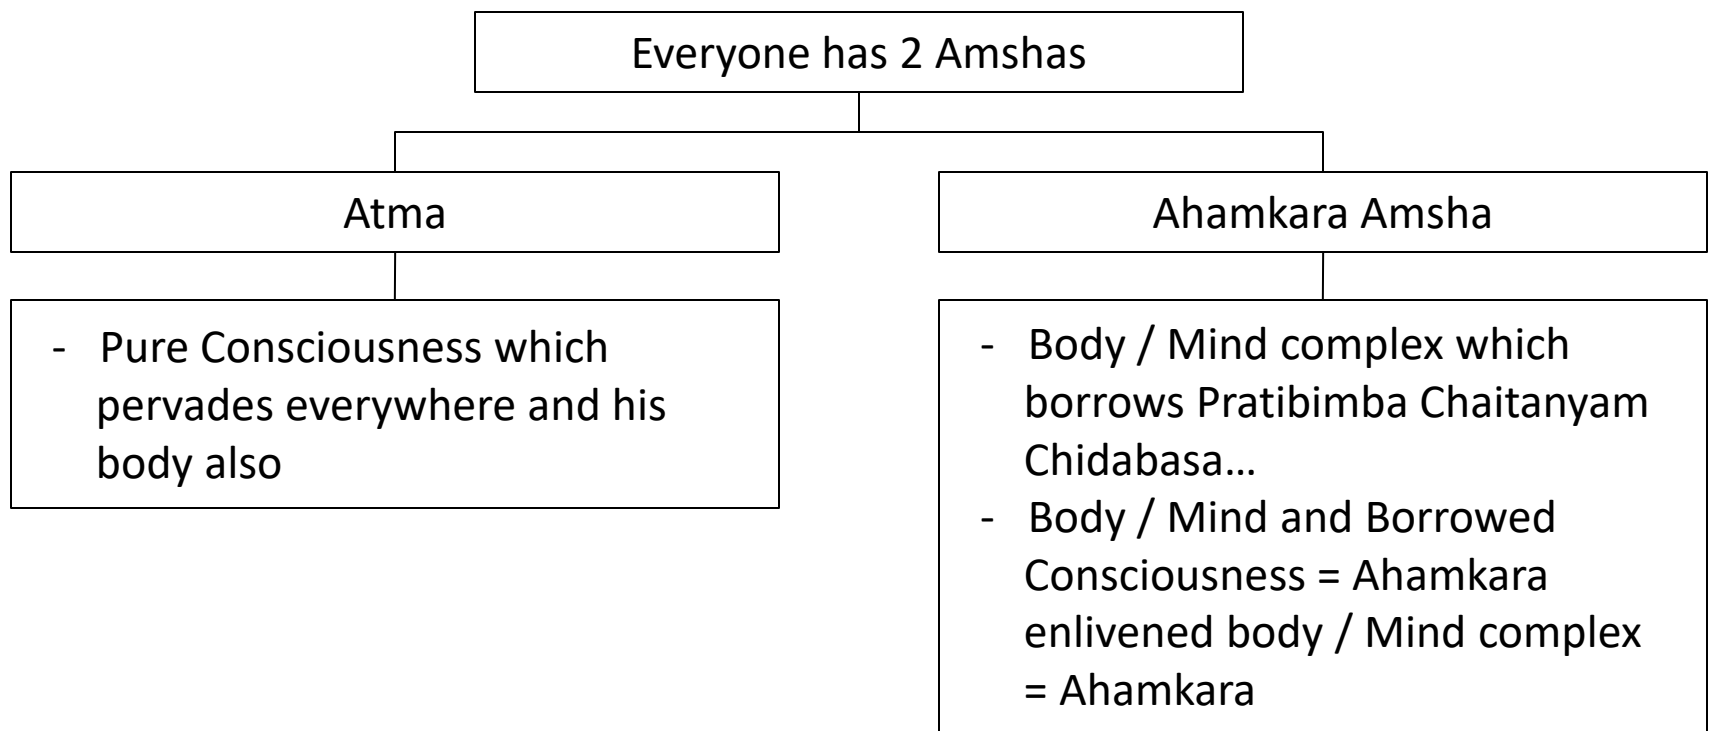 Everyone has 2 Amshas
Atma
Ahamkara Amsha
- Pure Consciousness which
pervades everywhere and his
body also
- Body / Mind complex which
borrows Pratibimba Chaitanyam
Chidabasa...
- Body / Mind and Borrowed
Consciousness = Ahamkara
enlivened body / Mind complex
= Ahamkara